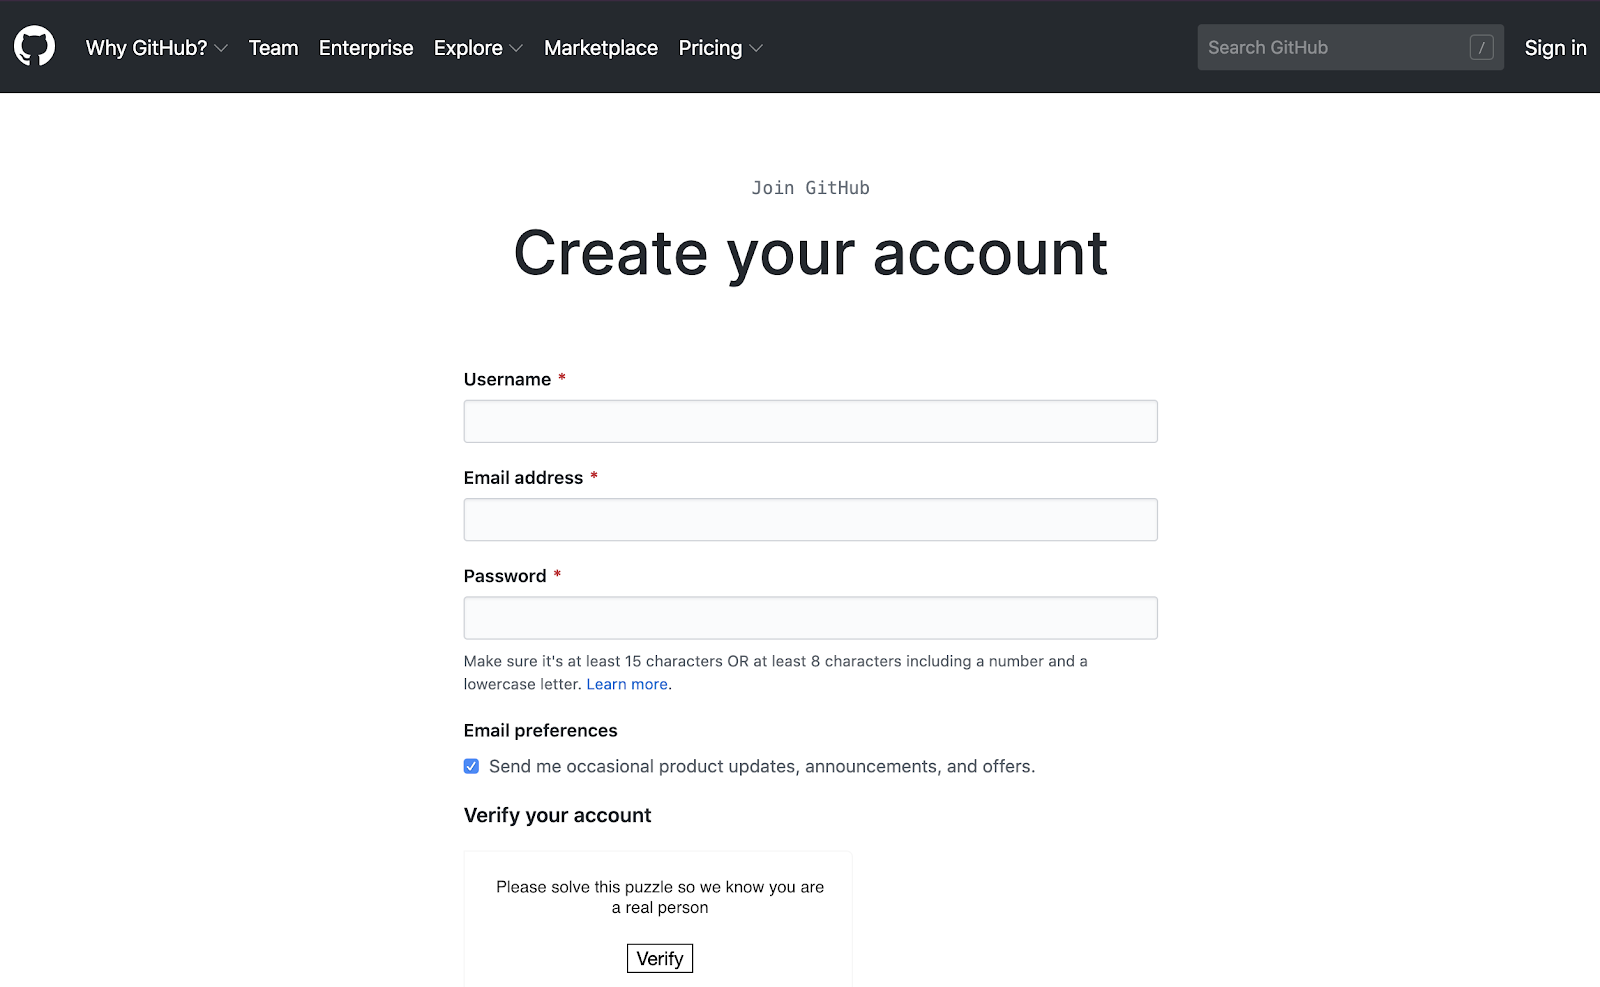 Why GitHub? Team Enterprise Explore Marketplace Pricing Search GitHub / Sign in
Join GitHub
Create your account
Username *
Email address *
Password *
Make sure it's at least 15 characters OR at least 8 characters including a number and a
lowercase letter. Learn more.
Email preferences
Send me occasional product updates, announcements, and offers.
Verify your account
Please solve this puzzle so we know you are
a real person
Verify